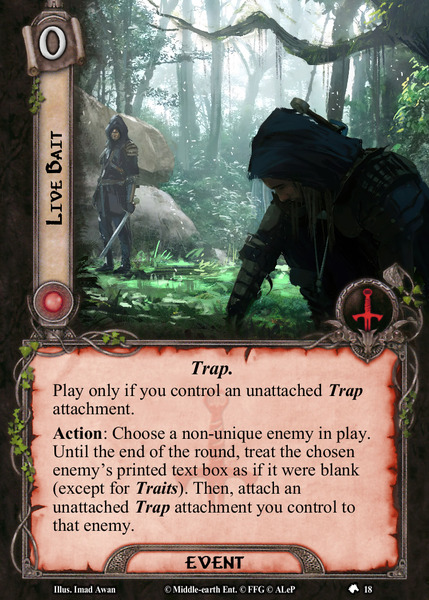 0
LIVE BAIT
Trap.
Play only if you control an unattached Trap
attachment.
Action: Choose a non-unique enemy in play.
Until the end of the round, treat the chosen
enemy's printed text box as if it were blank
(except for Traits). Then, attach an
unattached Trap attachment you control to
that enemy.
EVENT
Illus. Imad Awan
© Middle-earth Ent. © FFG © ALeP
18